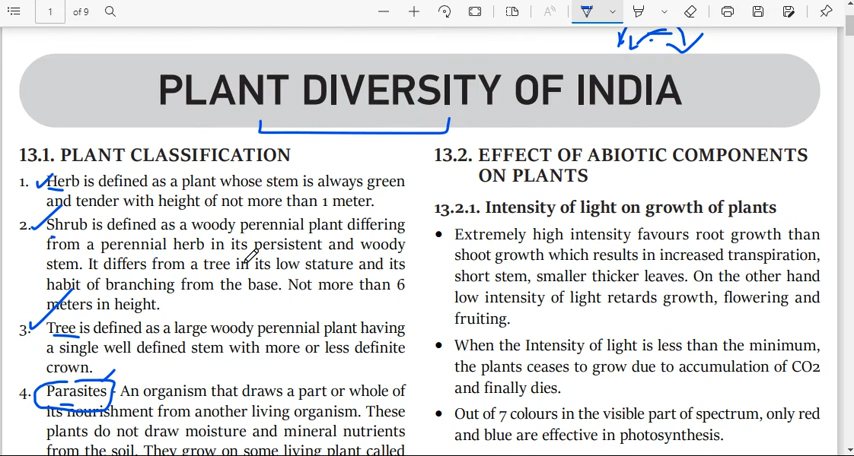 1 of 9
PLANT DIVERSITY OF INDIA
13.1. PLANT CLASSIFICATION
1. Herb is defined as a plant whose stem is always green
and tender with height of not more than 1 meter.
2. Shrub is defined as a woody perennial plant differing
from a perennial herb in its persistent and woody
stem. It differs from a tree in its low stature and its
habit of branching from the base. Not more than 6
meters in height.
3. Tree is defined as a large woody perennial plant having
a single well defined stem with more or less definite
crown.
4. Parasites - An organism that draws a part or whole of
its nourishment from another living organism. These
plants do not draw moisture and mineral nutrients
from the soil. They grow on some living plant called
13.2. EFFECT OF ABIOTIC COMPONENTS
ON PLANTS
13.2.1. Intensity of light on growth of plants
• Extremely high intensity favours root growth than
shoot growth which results in increased transpiration,
short stem, smaller thicker leaves. On the other hand
low intensity of light retards growth, flowering and
fruiting.
• When the Intensity of light is less than the minimum,
the plants ceases to grow due to accumulation of CO2
and finally dies.
• Out of 7 colours in the visible part of spectrum, only red
and blue are effective in photosynthesis.